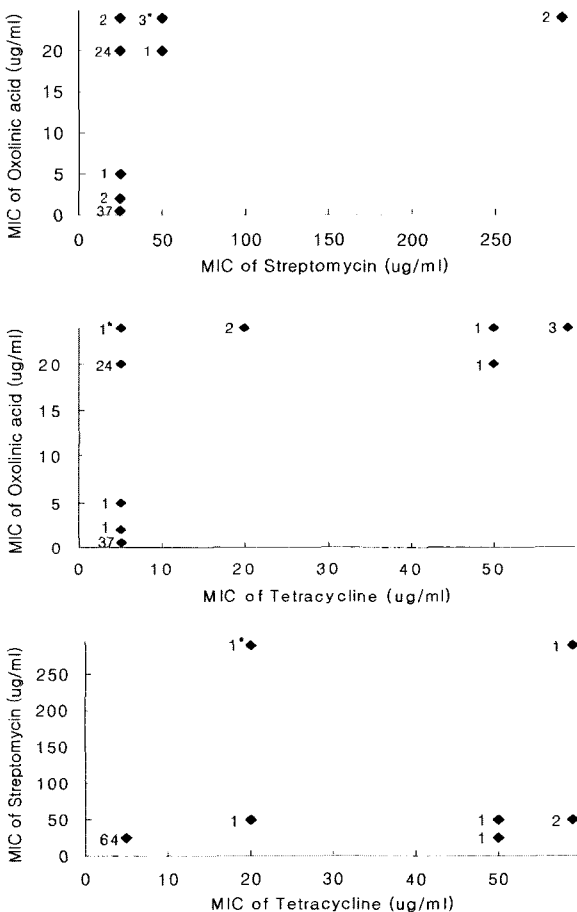 2 3* 2
20 24 1
15
10
5 1
2
0 37
0 50 100 150 200 250
MIC of Streptomycin (ug/ml)
MIC of Oxolinic acid (ug/ml)
1* 2 1 3
20 24 1
15
10
5 1
1
0 37
0 10 20 30 40 50
MIC of Tetracycline (ug/ml)
MIC of Oxolinic acid (ug/ml)
1* 1
250
200
150
100
50 1 1 2
64 1
0
0 10 20 30 40 50
MIC of Tetracycline (ug/ml)
MIC of Streptomycin (ug/ml)